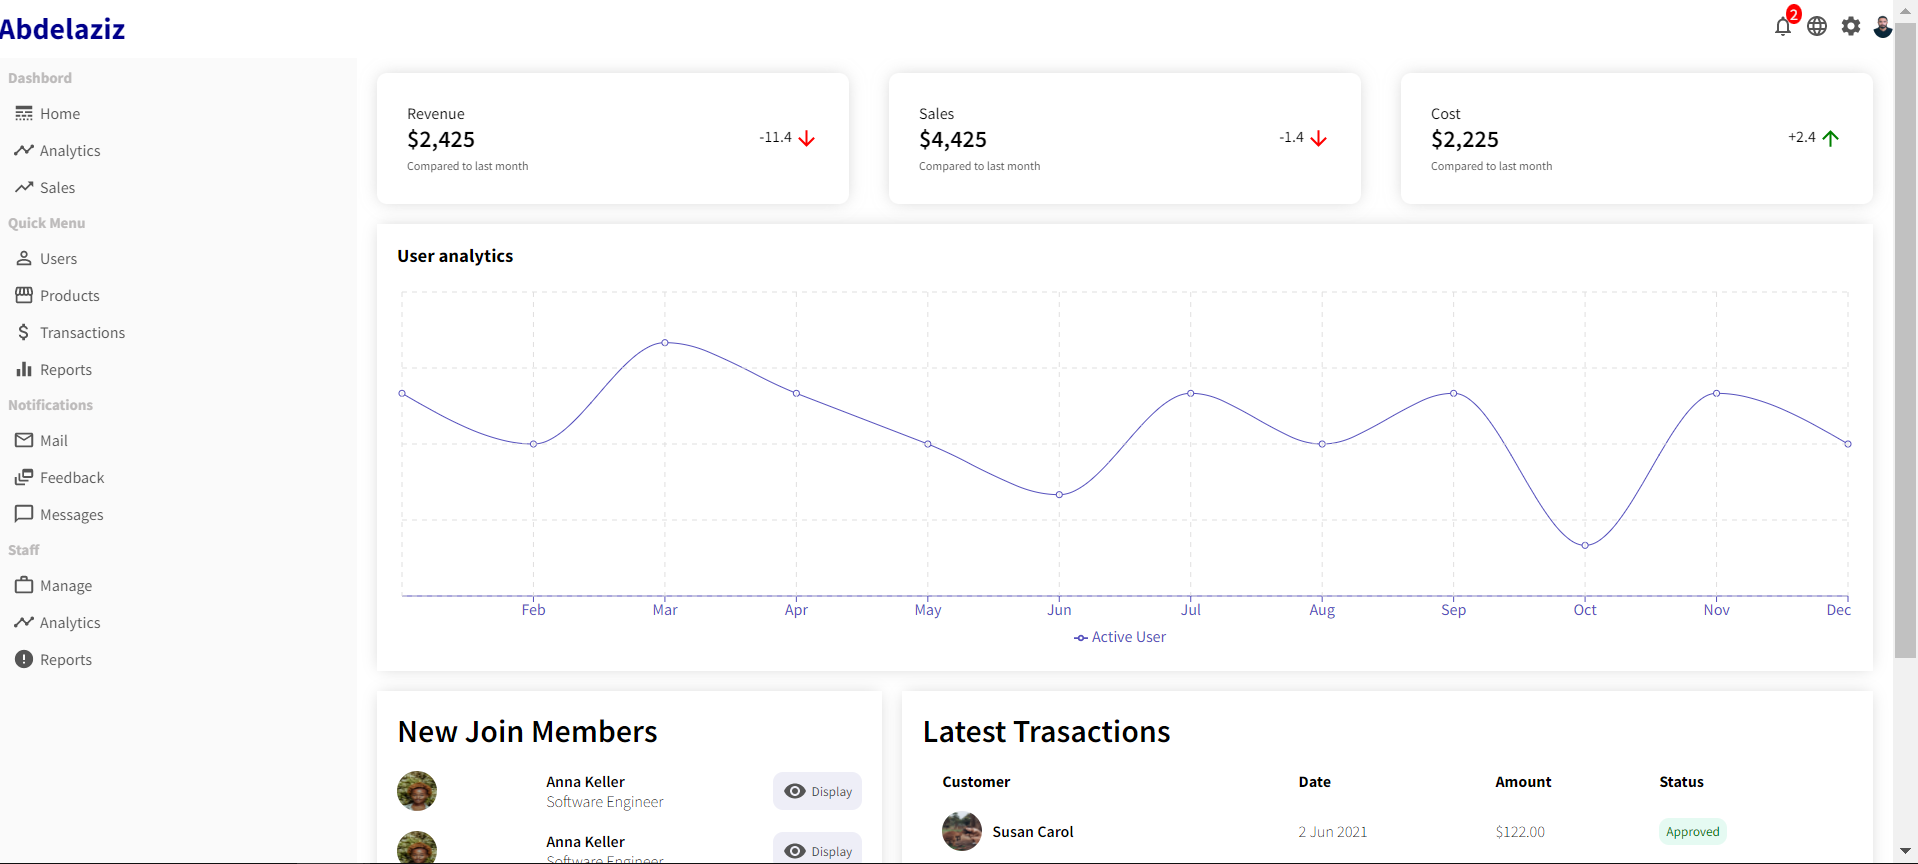 Abdelaziz
2
Dashbord
Home
Analytics
Sales
Quick Menu
Users
Products
Transactions
Reports
Notifications
Mail
Feedback
Messages
Staff
Manage
Analytics
Reports
Revenue
$2,425
-11.4
Compared to last month
Sales
$4,425
-1.4
Compared to last month
Cost
$2,225
+2.4
Compared to last month
User analytics
Feb Mar Apr May Jun Jul Aug Sep Oct Nov Dec
Active User
New Join Members
Anna Keller
Software Engineer
Display
Anna Keller
Software Engineer
Display
Latest Trasactions
Customer Date Amount Status
Susan Carol 2 Jun 2021 $122.00 Approved